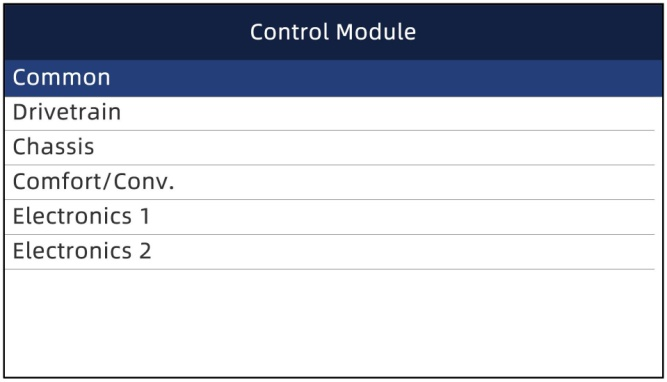 Control Module
Common
Drivetrain
Chassis
Comfort/Conv.
Electronics 1
Electronics 2